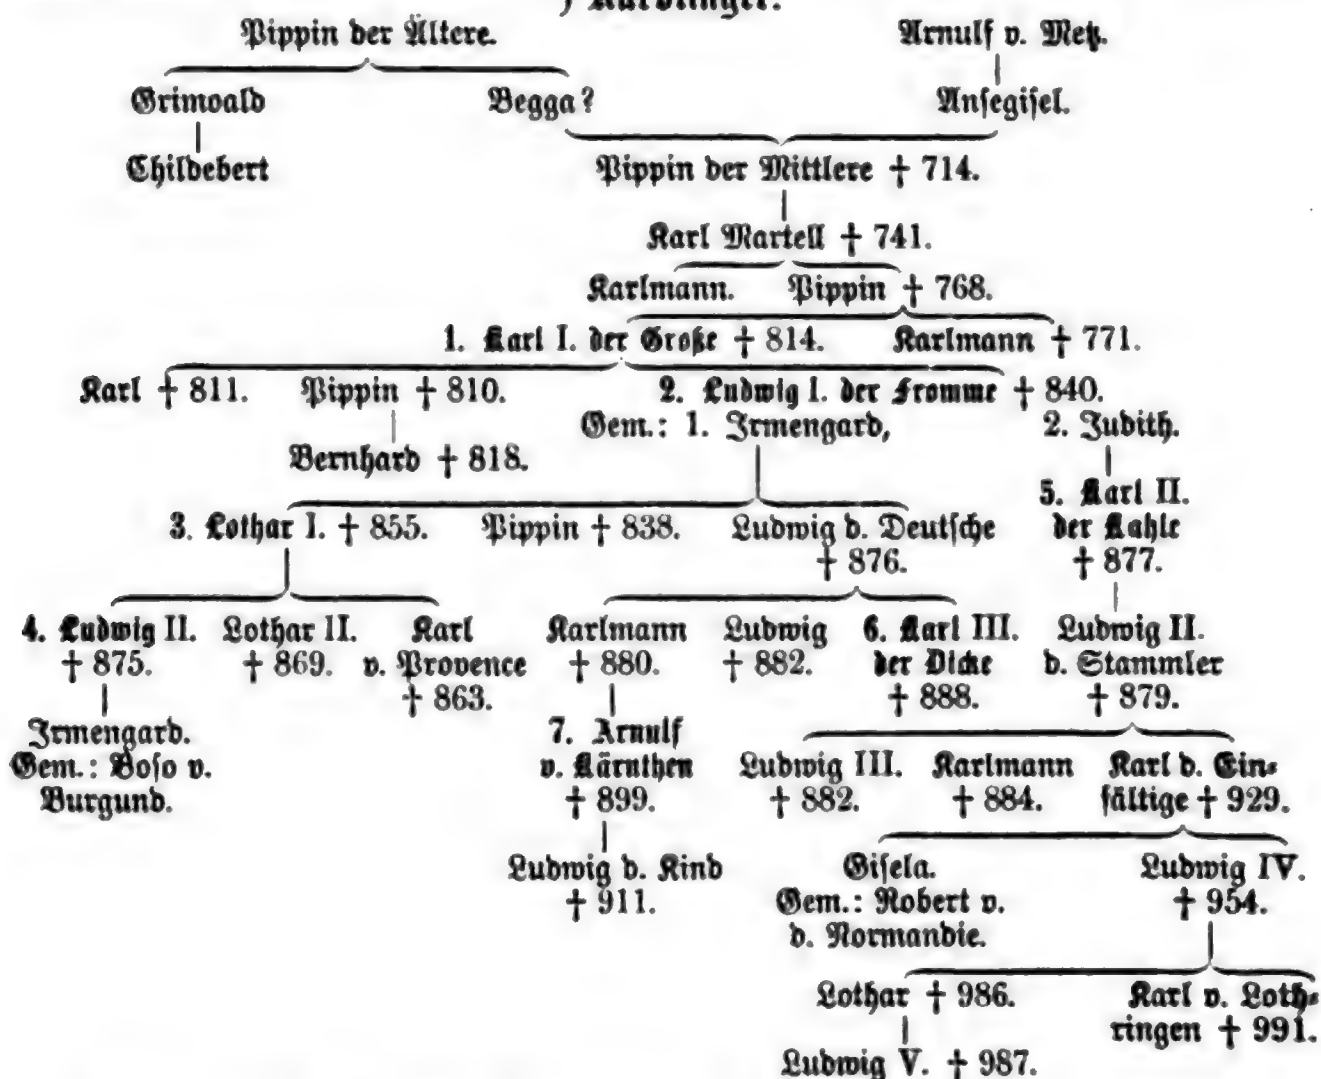 ) Karolinger.
Pippin der Ältere. Arnulf v. Metz.
Grimoald Begga? Ansegisel.
Childebert Pippin der Mittlere † 714.
Karl Martell † 741.
Karlmann. Pippin † 768.
1. Karl I. der Große † 814. Karlmann † 771.
Karl † 811. Pippin † 810. 2. Ludwig I. der Fromme † 840.
Gem.: 1. Irmengard, 2. Judith.
Bernhard † 818.
5. Karl II.
3. Lothar I. † 855. Pippin † 838. Ludwig d. Deutsche der Kahle
† 876. † 877.
4. Ludwig II. Lothar II. Karl Karlmann Ludwig 6. Karl III. Ludwig II.
† 875. † 869. v. Provence † 880. † 882. der Dicke d. Stammler
† 863. † 888. † 879.
Irmengard. 7. Arnulf
Gem.: Boso v. v. Kärnthen Ludwig III. Karlmann Karl d. Ein-
Burgund. † 899. † 882. † 884. fältige † 929.
Ludwig d. Kind Gisela. Ludwig IV.
† 911. Gem.: Robert v. † 954.
d. Normandie.
Lothar † 986. Karl v. Loth-
ringen † 991.
Ludwig V. † 987.